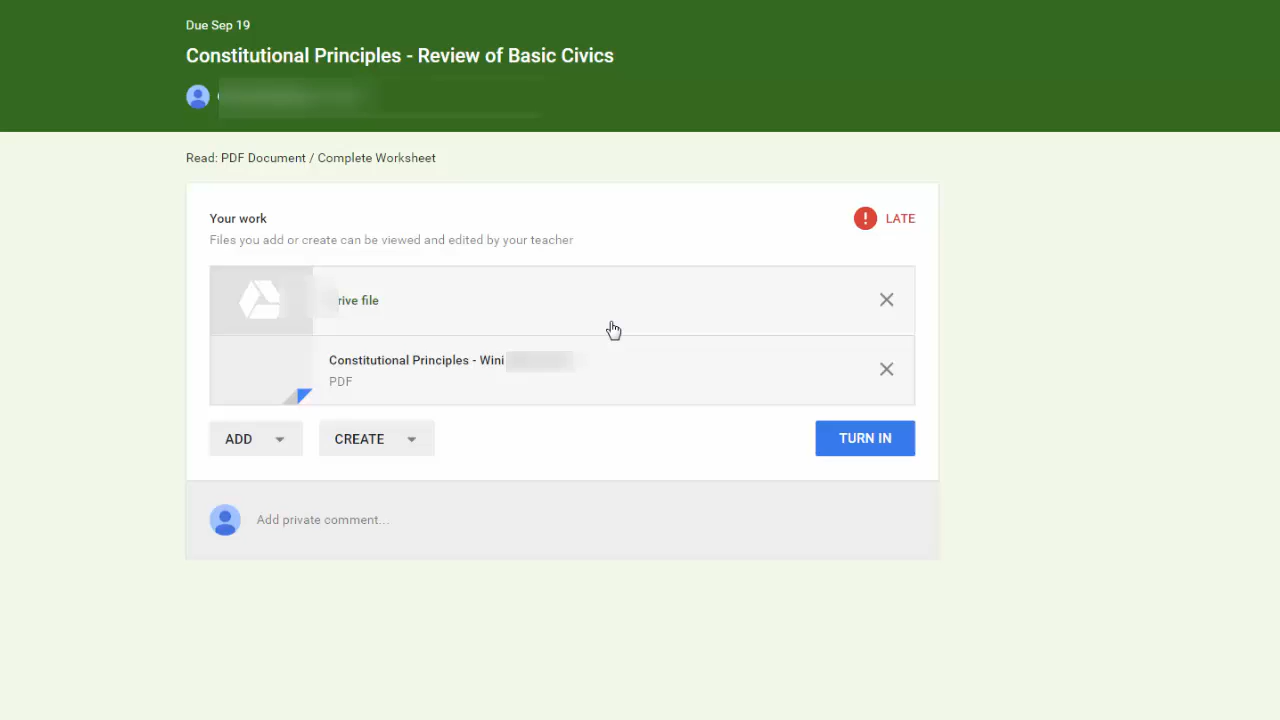 Due Sep 19
Constitutional Principles - Review of Basic Civics
Read: PDF Document / Complete Worksheet
Your work
LATE
Files you add or create can be viewed and edited by your teacher
rive file
Constitutional Principles - Wini
PDF
ADD
CREATE
TURN IN
Add private comment...